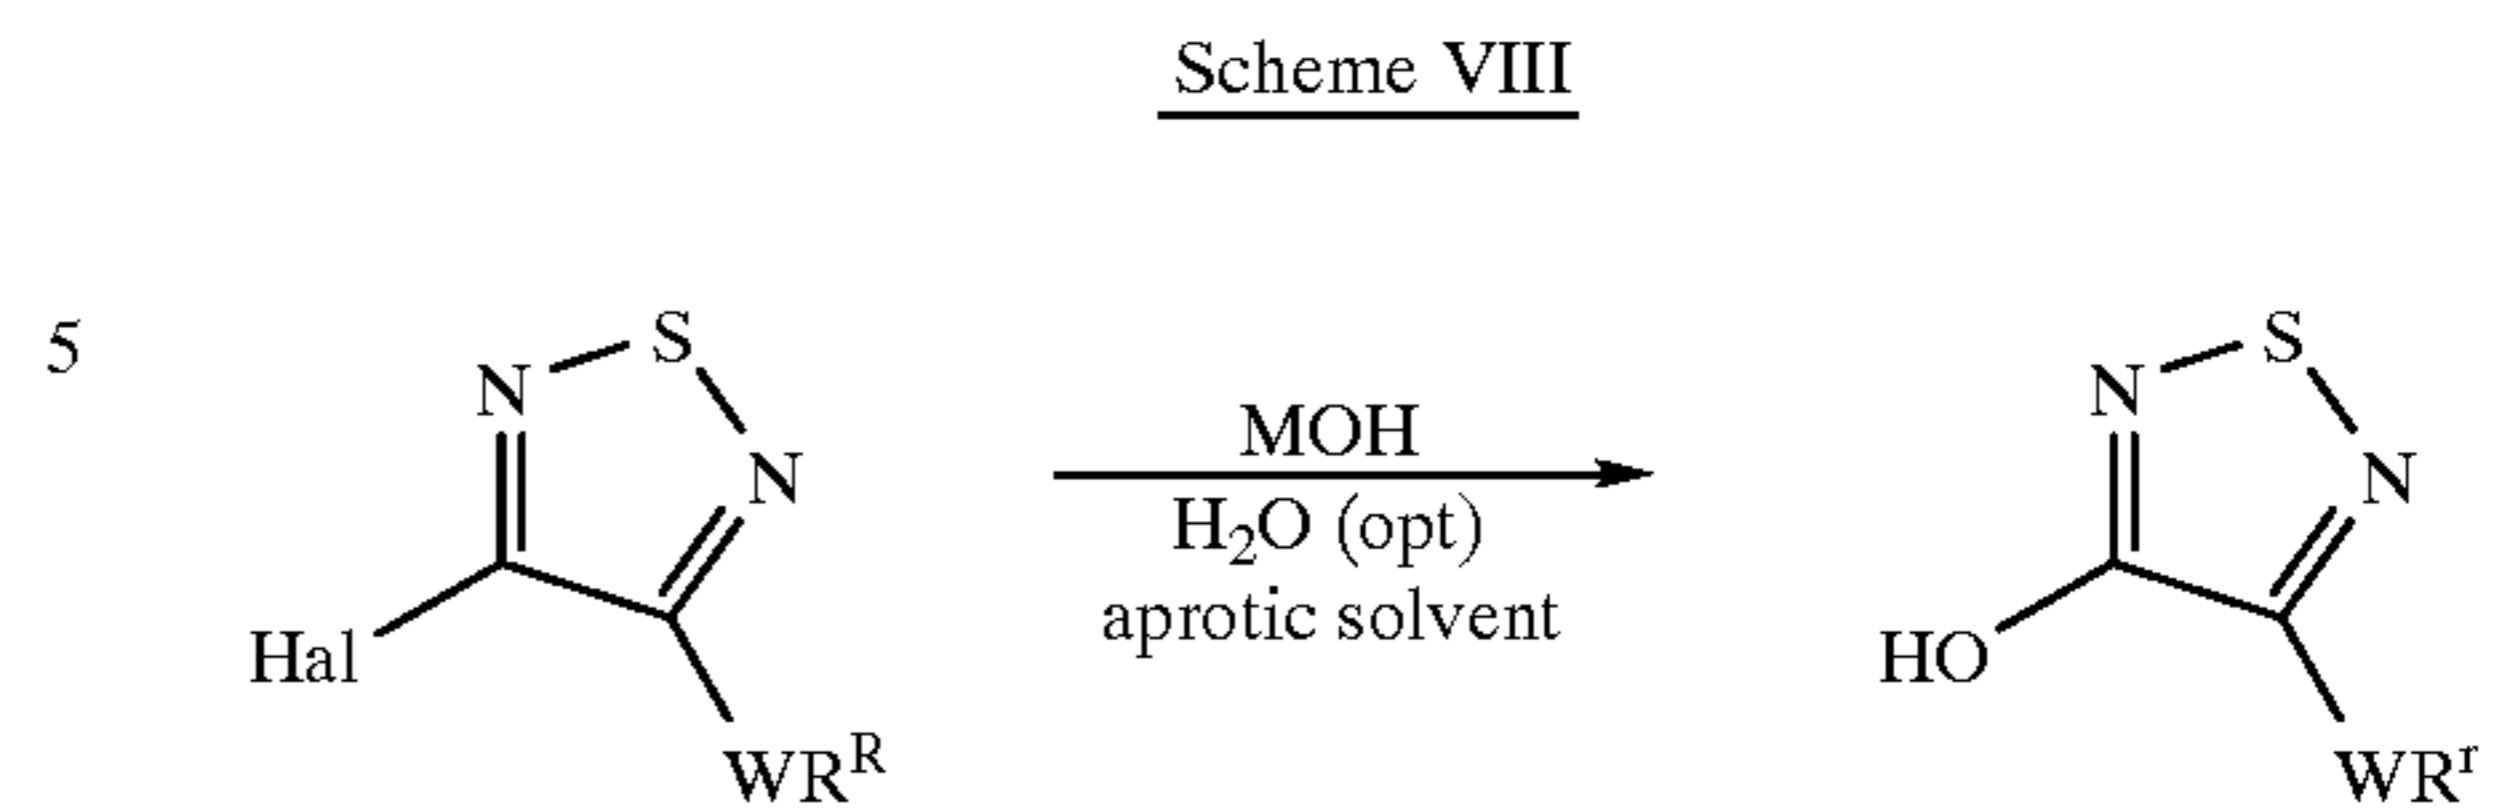 Scheme VIII
5
N S
N
Hal
WR^R
MOH
H₂O (opt)
aprotic solvent
N S
N
HO
WR^r